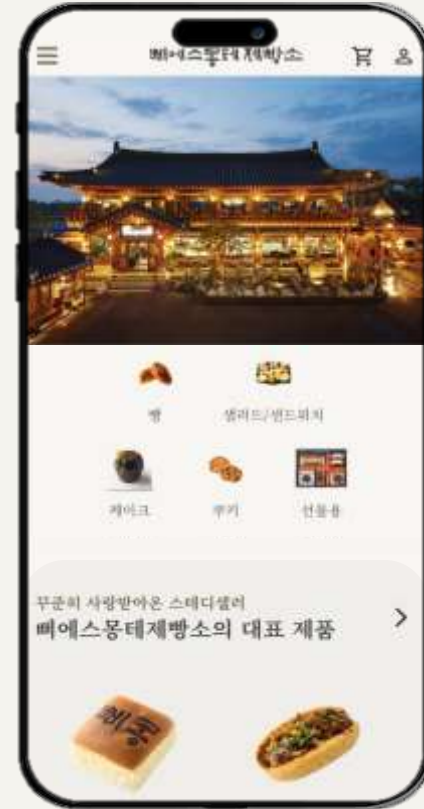 삐에스몽테 제빵소
빵
샐러드/샌드위치
케이크
쿠키
선물용
꾸준히 사랑받아온 스테디셀러
삐에스몽테제빵소의 대표 제품
삐몽